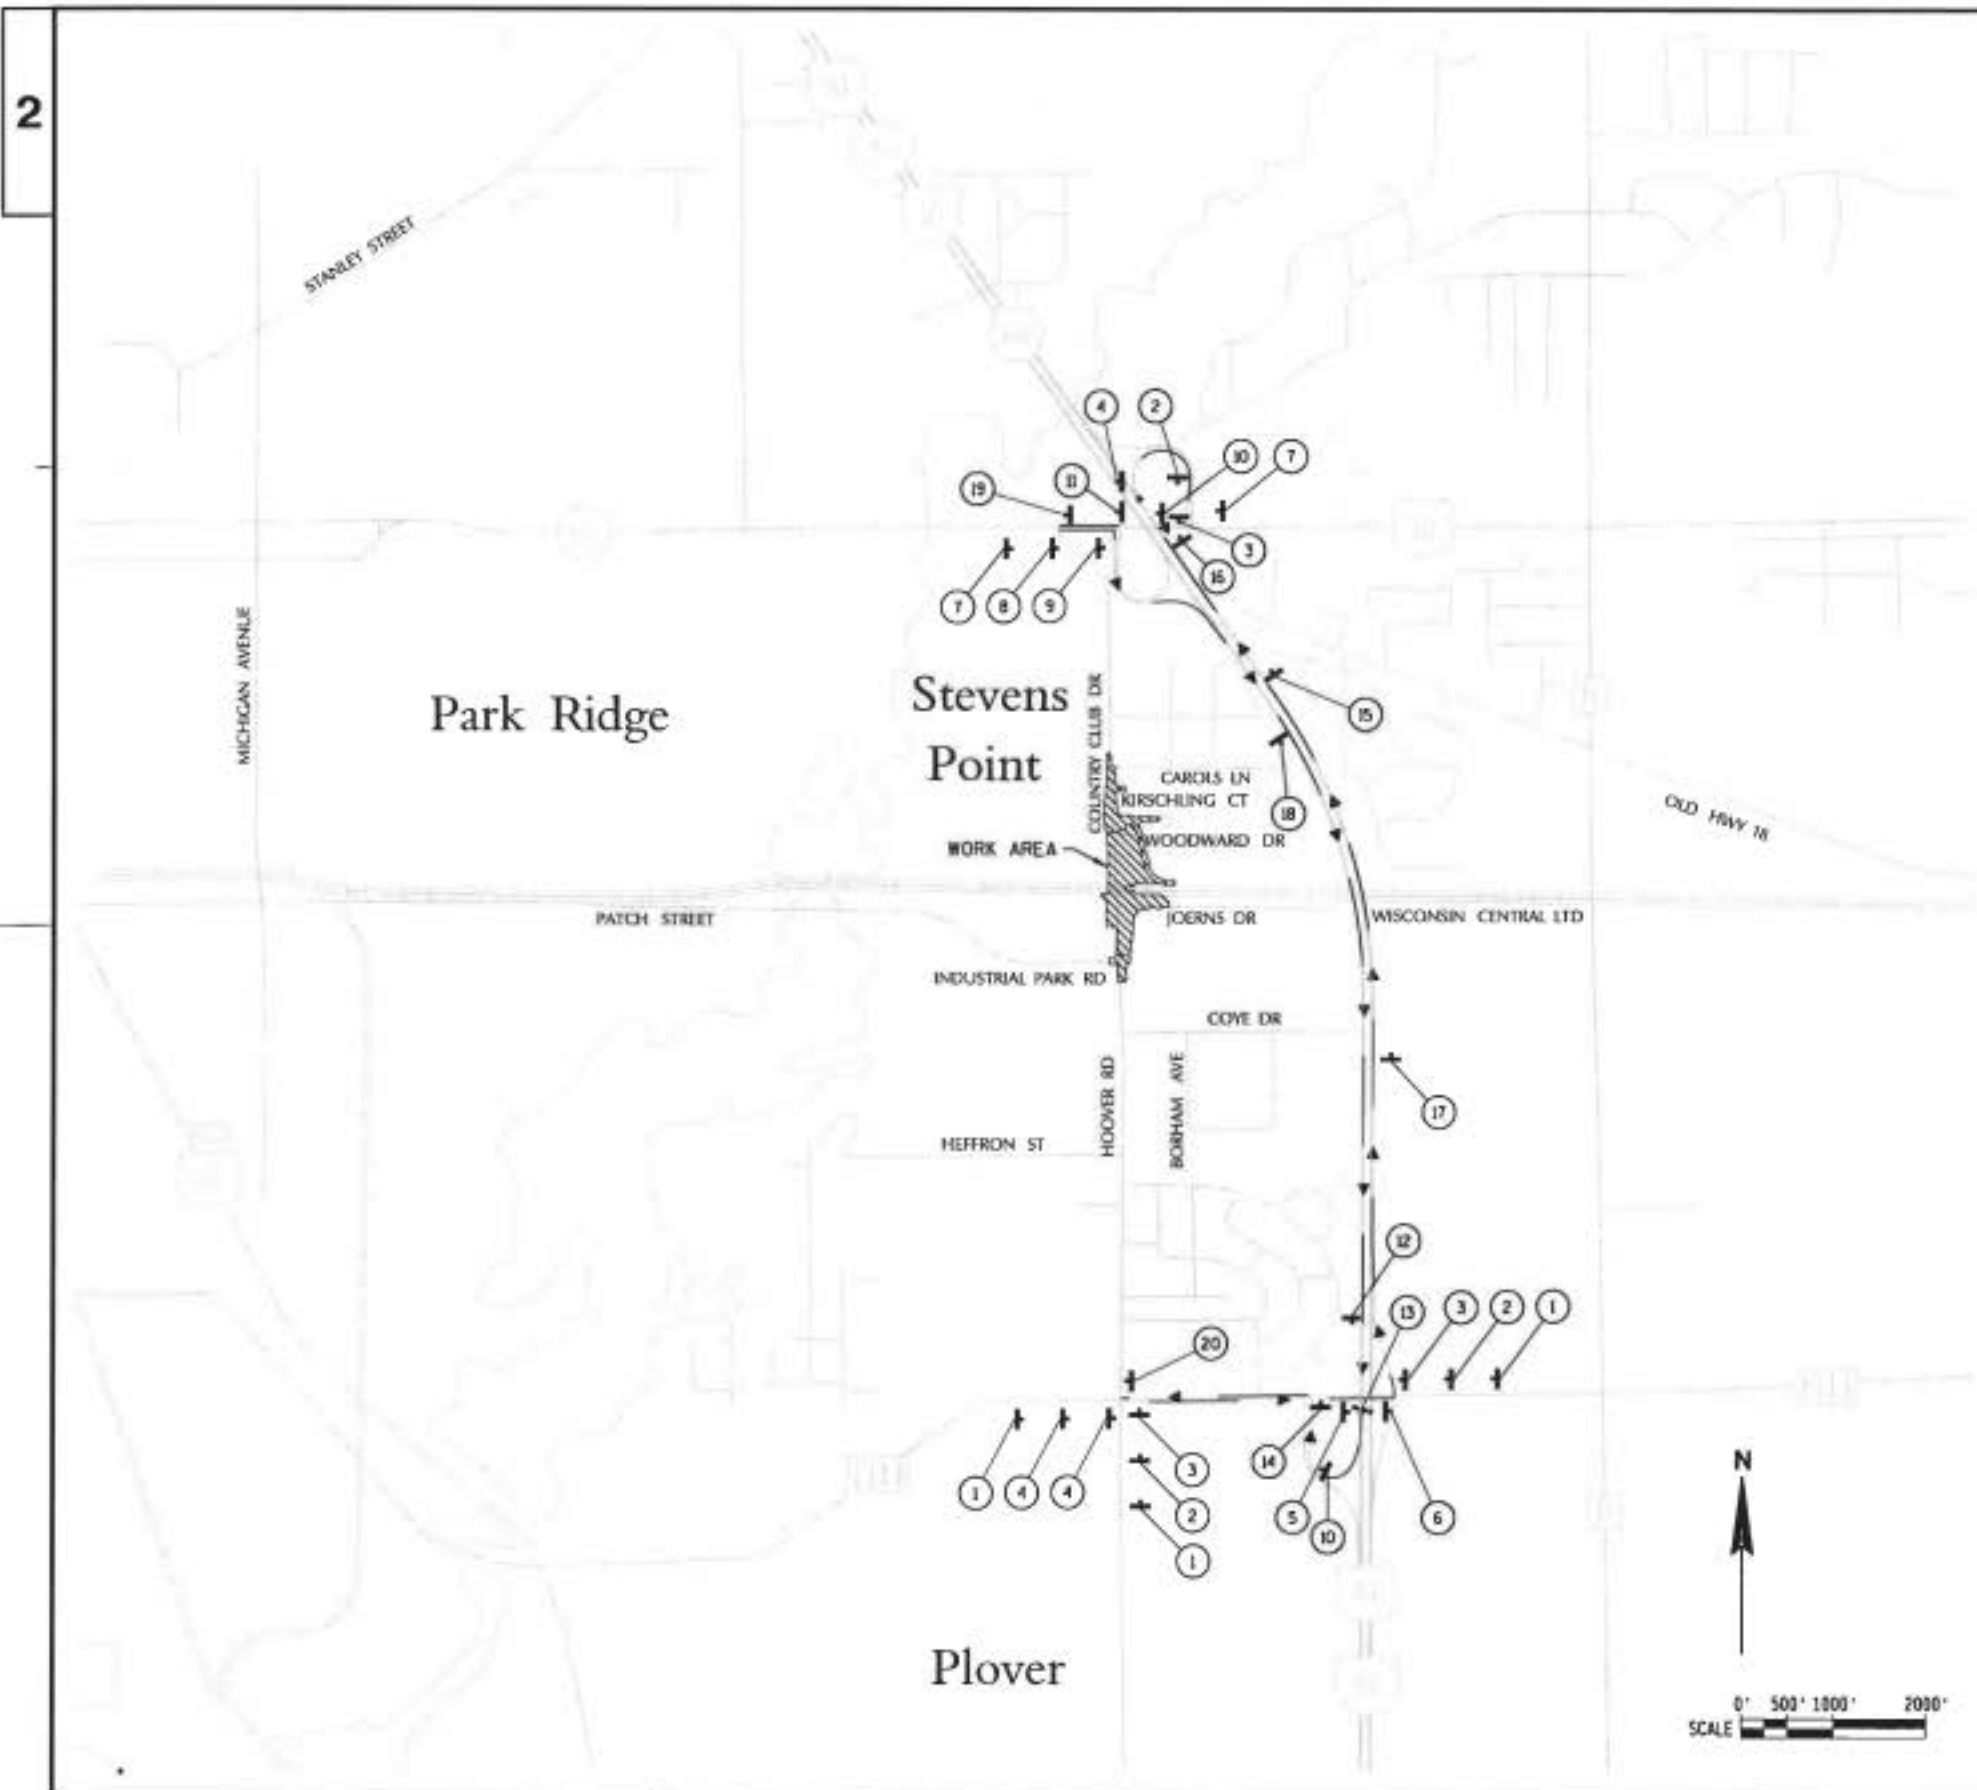 2
STANLEY STREET
4
2
10
7
11
19
3
16
7
8
9
MICHIGAN AVENUE
Park Ridge
Stevens
Point
COUNTRY CLUB DR
15
CAROLS LN
KIRSCHLING CT
18
OLD HWY 18
WOODWARD DR
WORK AREA
PATCH STREET
JOERNS DR
WISCONSIN CENTRAL LTD
INDUSTRIAL PARK RD
COYE DR
HOOVER RD
BORHAM AVE
17
HEFFRON ST
12
13
3
2
1
20
14
3
1
4
4
2
5
10
6
1
N
Plover
0' 500' 1000' 2000'
SCALE